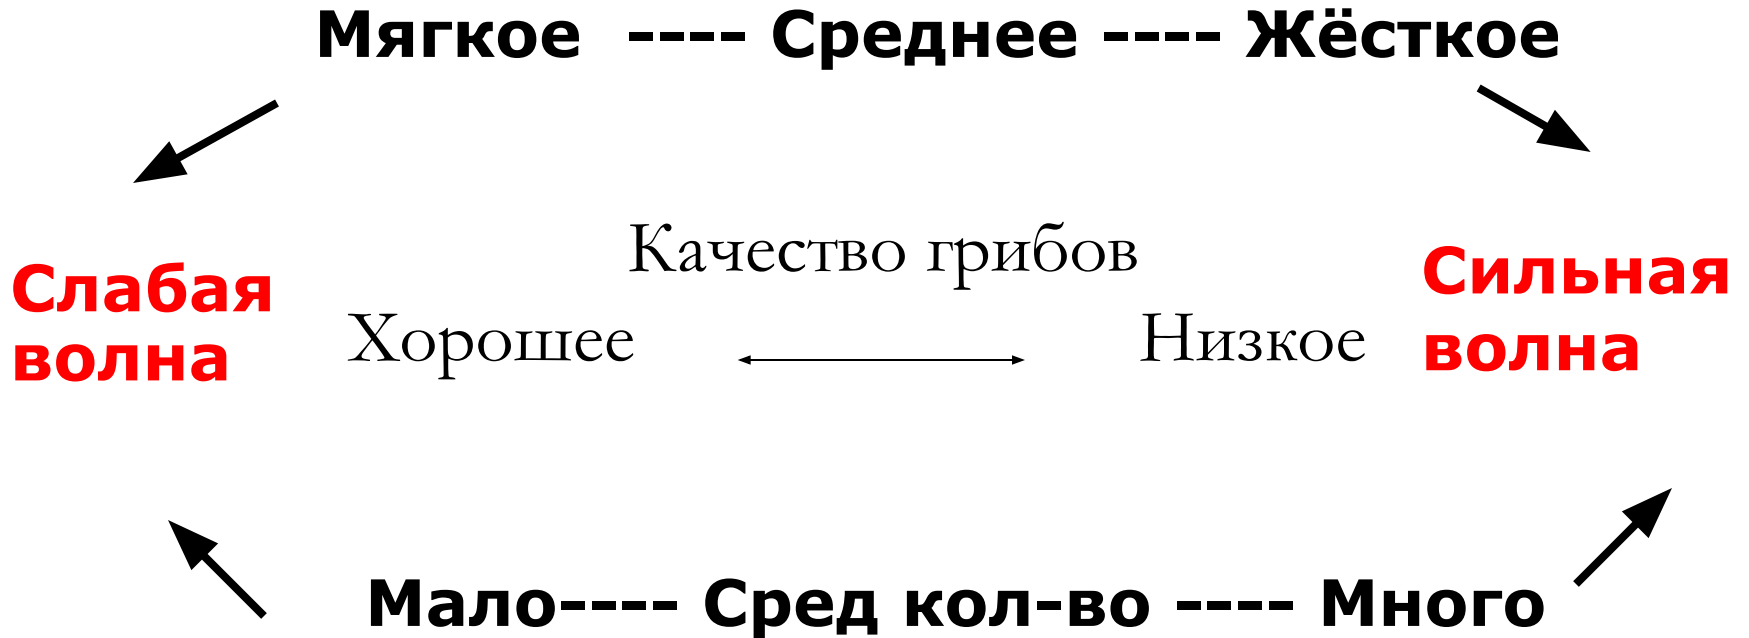 Мягкое ---- Среднее ---- Жёсткое
Качество грибов
Слабая
волна
Хорошее
Низкое
Сильная
волна
Мало---- Сред кол-во ---- Много